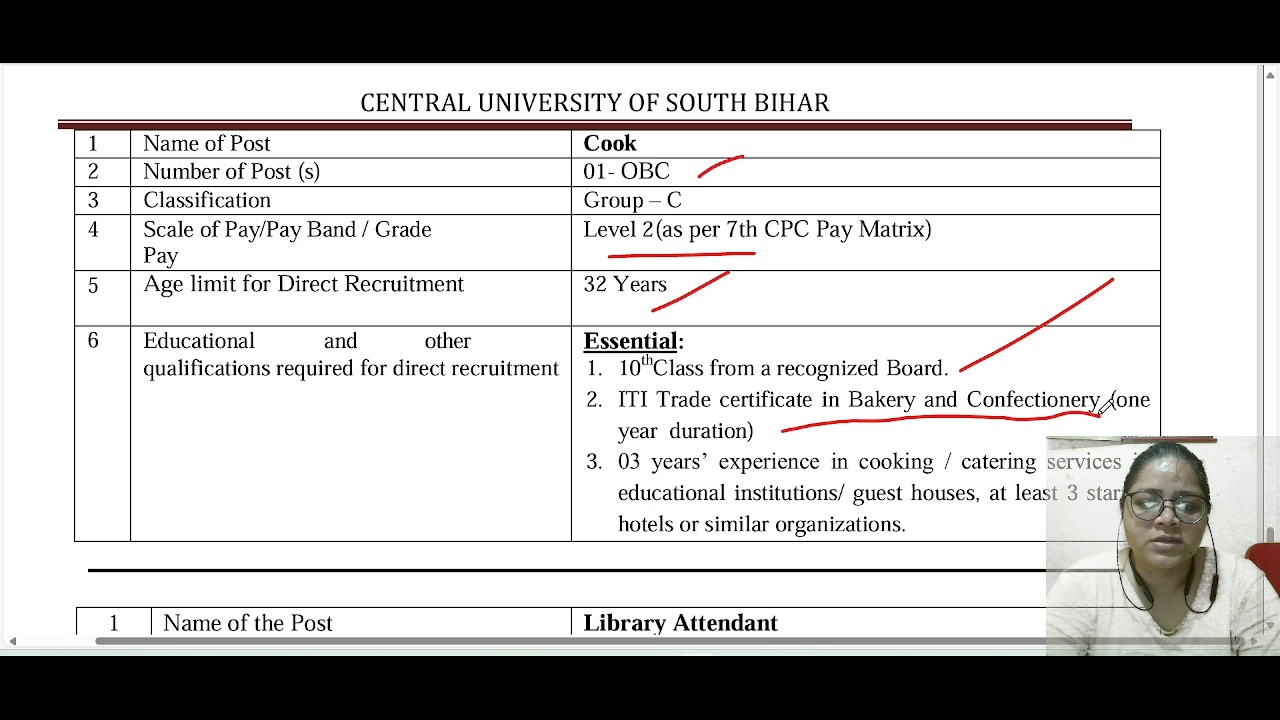 CENTRAL UNIVERSITY OF SOUTH BIHAR
1 Name of Post Cook
2 Number of Post (s) 01- OBC
3 Classification Group – C
4 Scale of Pay/Pay Band / Grade Level 2(as per 7th CPC Pay Matrix)
Pay
5 Age limit for Direct Recruitment 32 Years
6 Educational and other Essential:
qualifications required for direct recruitment 1. 10th Class from a recognized Board.
2. ITI Trade certificate in Bakery and Confectionery (one
year duration)
3. 03 years’ experience in cooking / catering services
educational institutions/ guest houses, at least 3 star
hotels or similar organizations.
1 Name of the Post Library Attendant